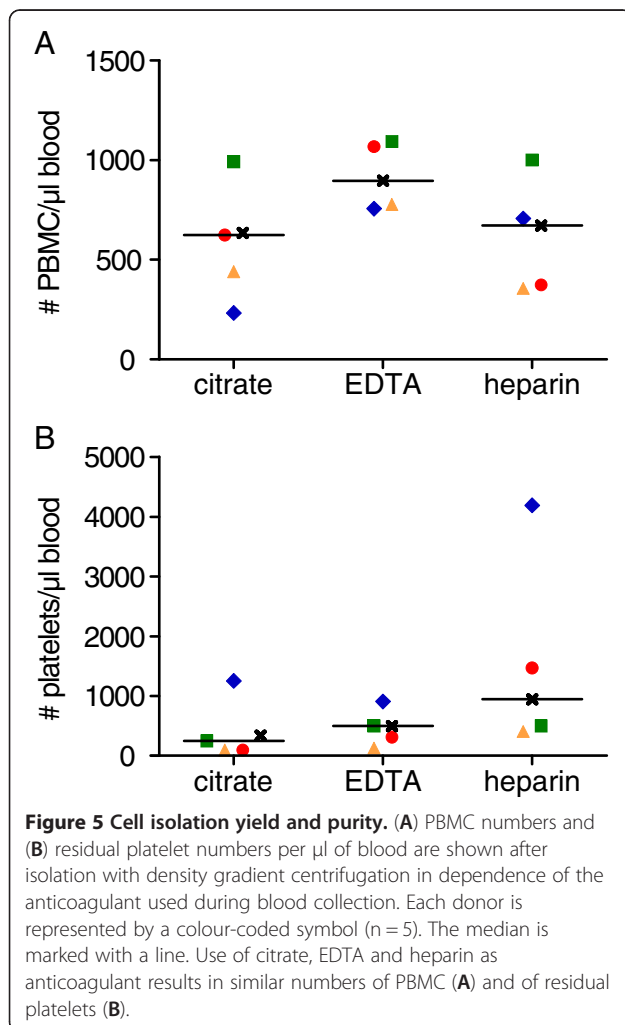 A
# PBMC/µl blood
1500
1000
500
0
citrate EDTA heparin
B
# platelets/µl blood
5000
4000
3000
2000
1000
0
citrate EDTA heparin
Figure 5 Cell isolation yield and purity. (A) PBMC numbers and
(B) residual platelet numbers per µl of blood are shown after
isolation with density gradient centrifugation in dependence of the
anticoagulant used during blood collection. Each donor is
represented by a colour-coded symbol (n = 5). The median is
marked with a line. Use of citrate, EDTA and heparin as
anticoagulant results in similar numbers of PBMC (A) and of residual
platelets (B).